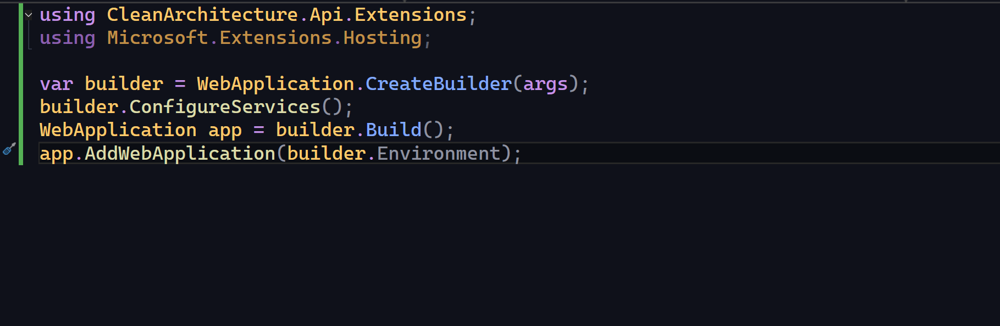 using CleanArchitecture.Api.Extensions;
using Microsoft.Extensions.Hosting;
var builder = WebApplication.CreateBuilder(args);
builder.ConfigureServices();
WebApplication app = builder.Build();
app.AddWebApplication(builder.Environment);